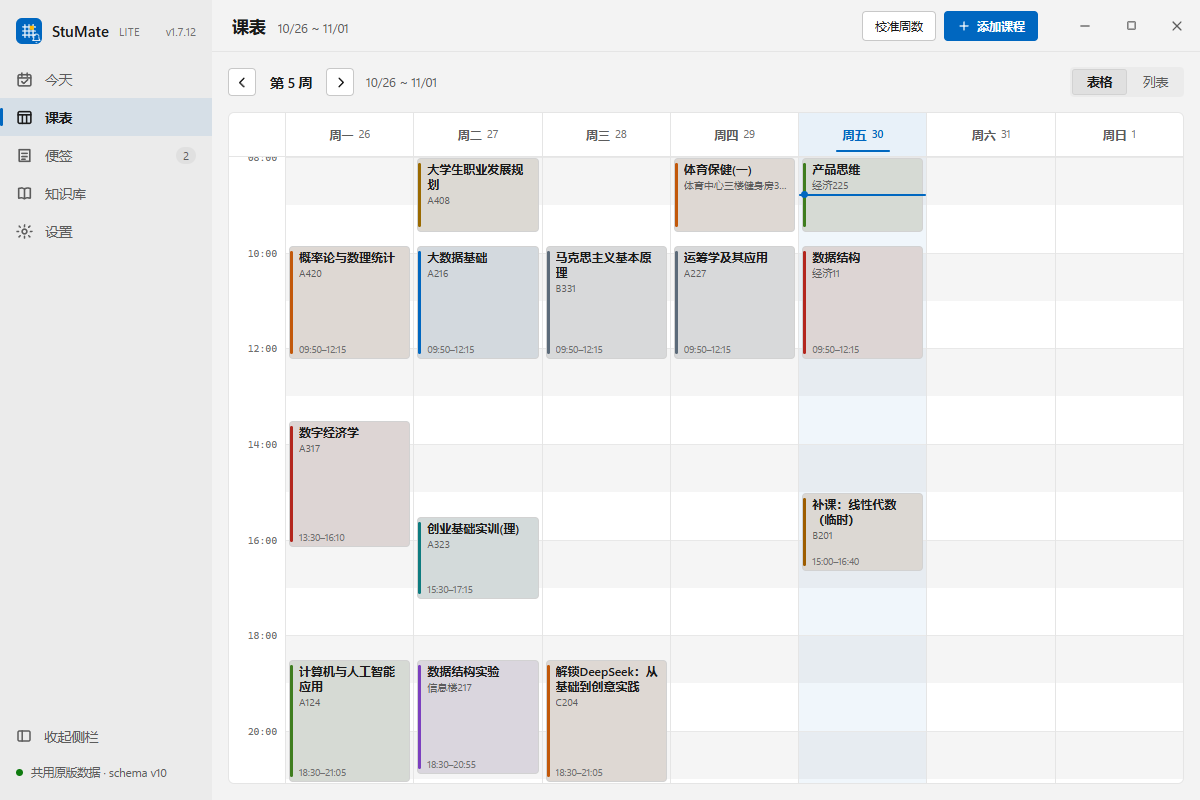 StuMate LITE v1.7.12
今天
课表
便签 2
知识库
设置
收起侧栏
共用原版数据 · schema v10
课表 10/26 ~ 11/01
校准周数
+ 添加课程
第 5 周
10/26 ~ 11/01
表格
列表
周一 26
周二 27
周三 28
周四 29
周五 30
周六 31
周日 1
08:00
大学生职业发展规
划
A408
体育保健(一)
体育中心三楼健身房3...
产品思维
经济225
10:00
概率论与数理统计
A420
09:50–12:15
大数据基础
A216
09:50–12:15
马克思主义基本原
理
B331
09:50–12:15
运筹学及其应用
A227
09:50–12:15
数据结构
经济11
09:50–12:15
12:00
14:00
数字经济学
A317
13:30–16:10
创业基础实训(理)
A323
15:30–17:15
补课：线性代数
（临时）
B201
15:00–16:40
16:00
18:00
计算机与人工智能
应用
A124
18:30–21:05
数据结构实验
信息楼217
18:30–20:55
解锁DeepSeek：从
基础到创意实践
C204
18:30–21:05
20:00